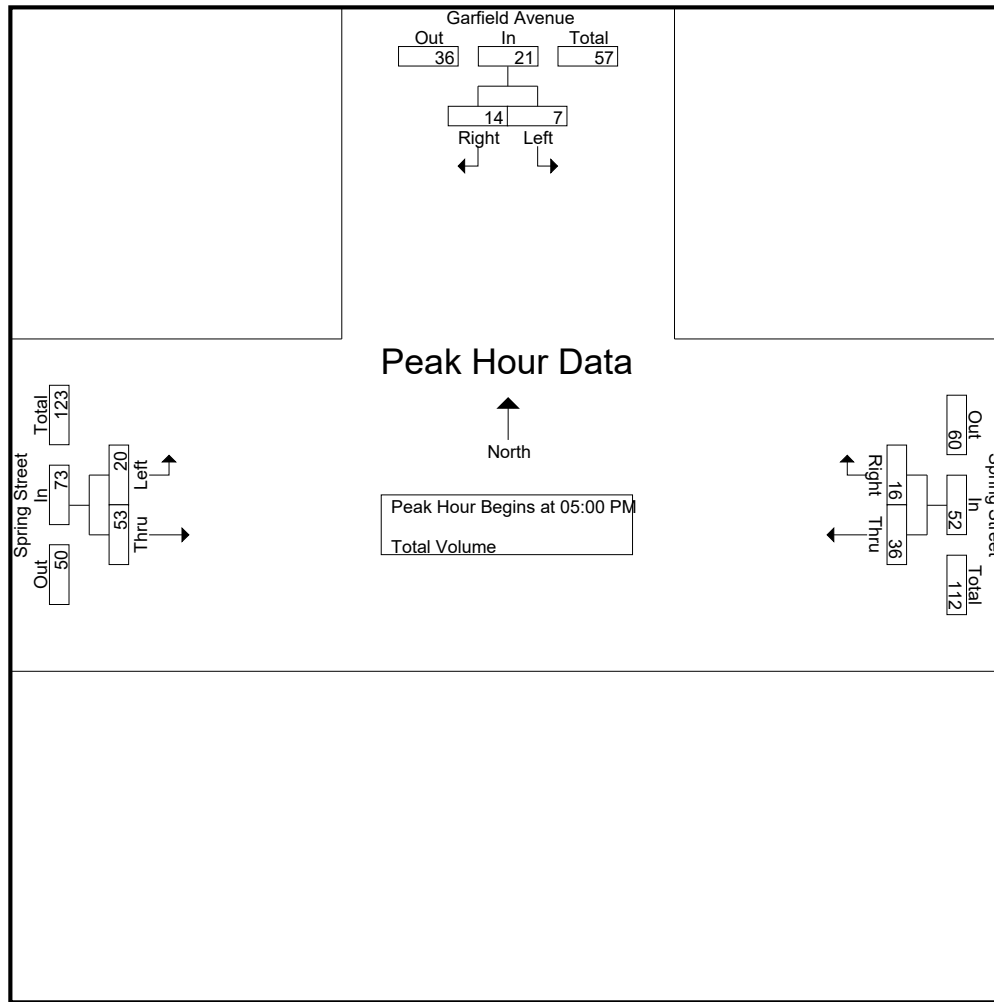 Garfield Avenue
Out In Total
36 21 57
14 7
Right Left
Peak Hour Data
North
Peak Hour Begins at 05:00 PM
Total Volume
Spring Street
Out In Total
50 73 123
53 20
Thru Left
Spring Street
Out In Total
60 52 112
16 36
Right Thru